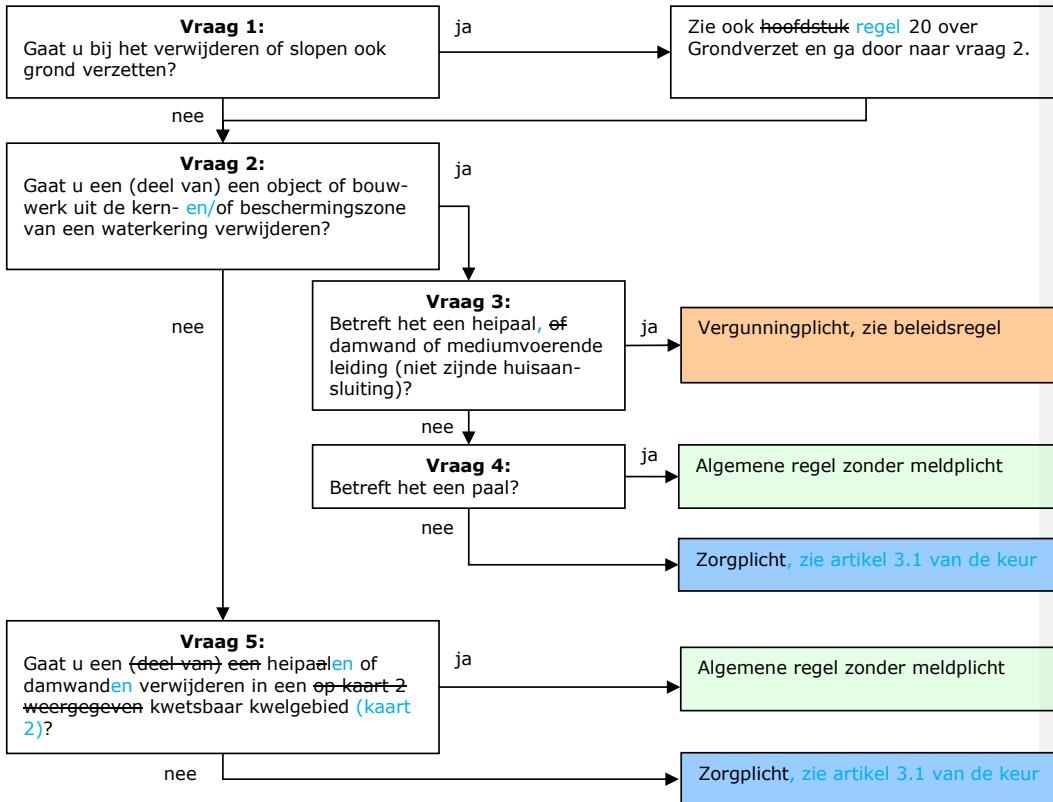 Vraag 1:
Gaat u bij het verwijderen of slopen ook
grond verzetten?
ja
Zie ook hoofdstuk regel 20 over
Grondverzet en ga door naar vraag 2.
nee
Vraag 2:
Gaat u een (deel van) een object of bouw-
werk uit de kern- en/of beschermingszone
van een waterkering verwijderen?
ja
nee
Vraag 3:
Betreft het een heipaal, of
damwand of mediumvoerende
leiding (niet zijnde huisaan-
sluiting)?
ja
Vergunningplicht, zie beleidsregel
nee
Vraag 4:
Betreft het een paal?
ja
Algemene regel zonder meldplicht
nee
Zorgplicht, zie artikel 3.1 van de keur
Vraag 5:
Gaat u een (deel van) een heipaalen of
damwanden verwijderen in een op kaart 2
weergegeven kwetsbaar kwelgebied (kaart
2)?
ja
Algemene regel zonder meldplicht
nee
Zorgplicht, zie artikel 3.1 van de keur